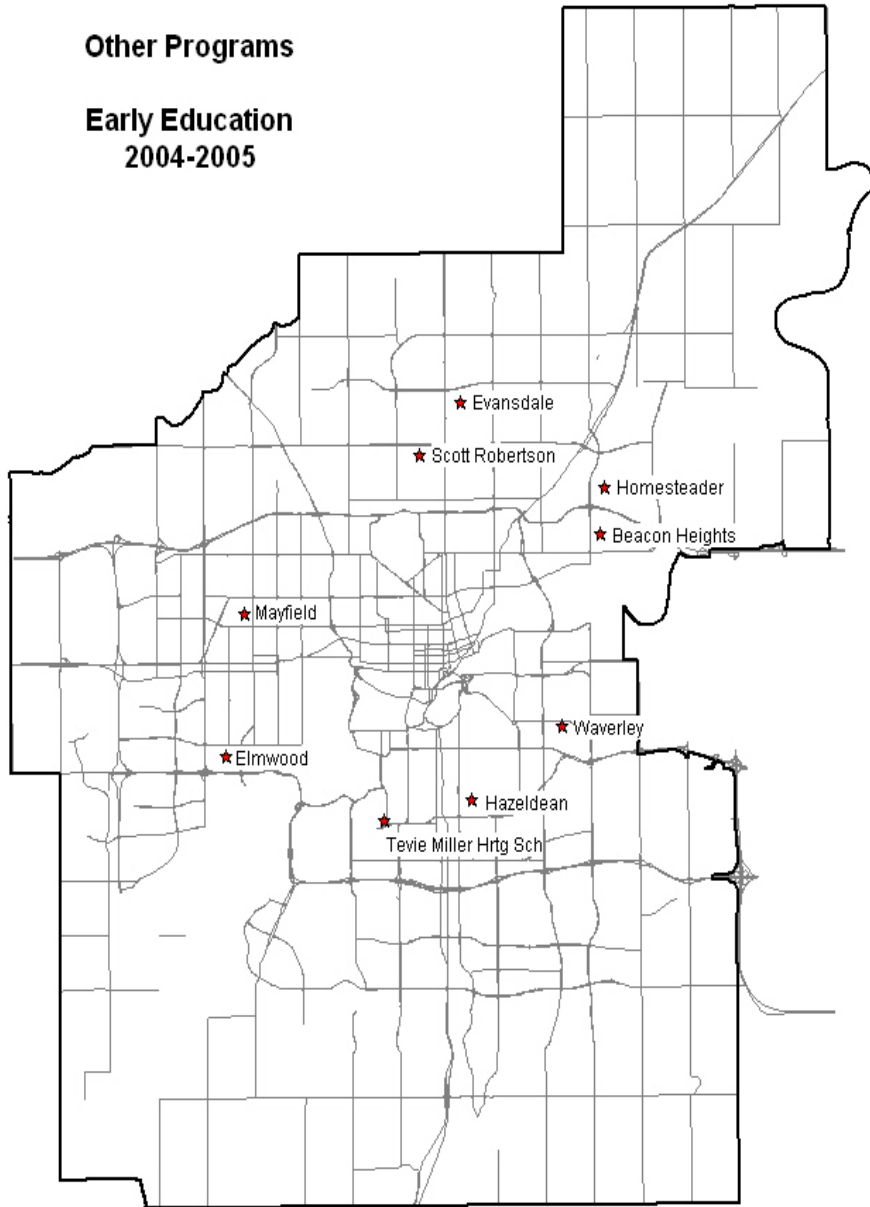 Other Programs
Early Education
2004-2005
Evansdale
Scott Robertson
Homesteader
Beacon Heights
Mayfield
Waverley
Elmwood
Hazeldean
Tevie Miller Hrtg Sch